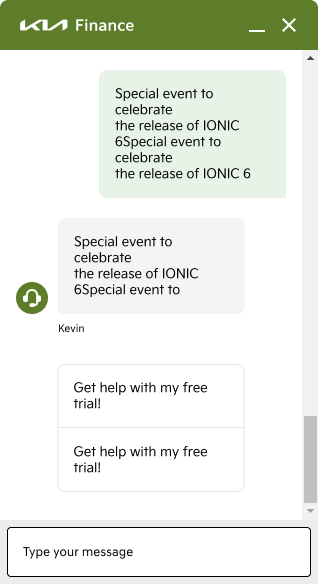 KIA Finance
Special event to
celebrate
the release of IONIC
6Special event to
celebrate
the release of IONIC 6
Special event to
celebrate
the release of IONIC
6Special event to
Kevin
Get help with my free
trial!
Get help with my free
trial!
Type your message